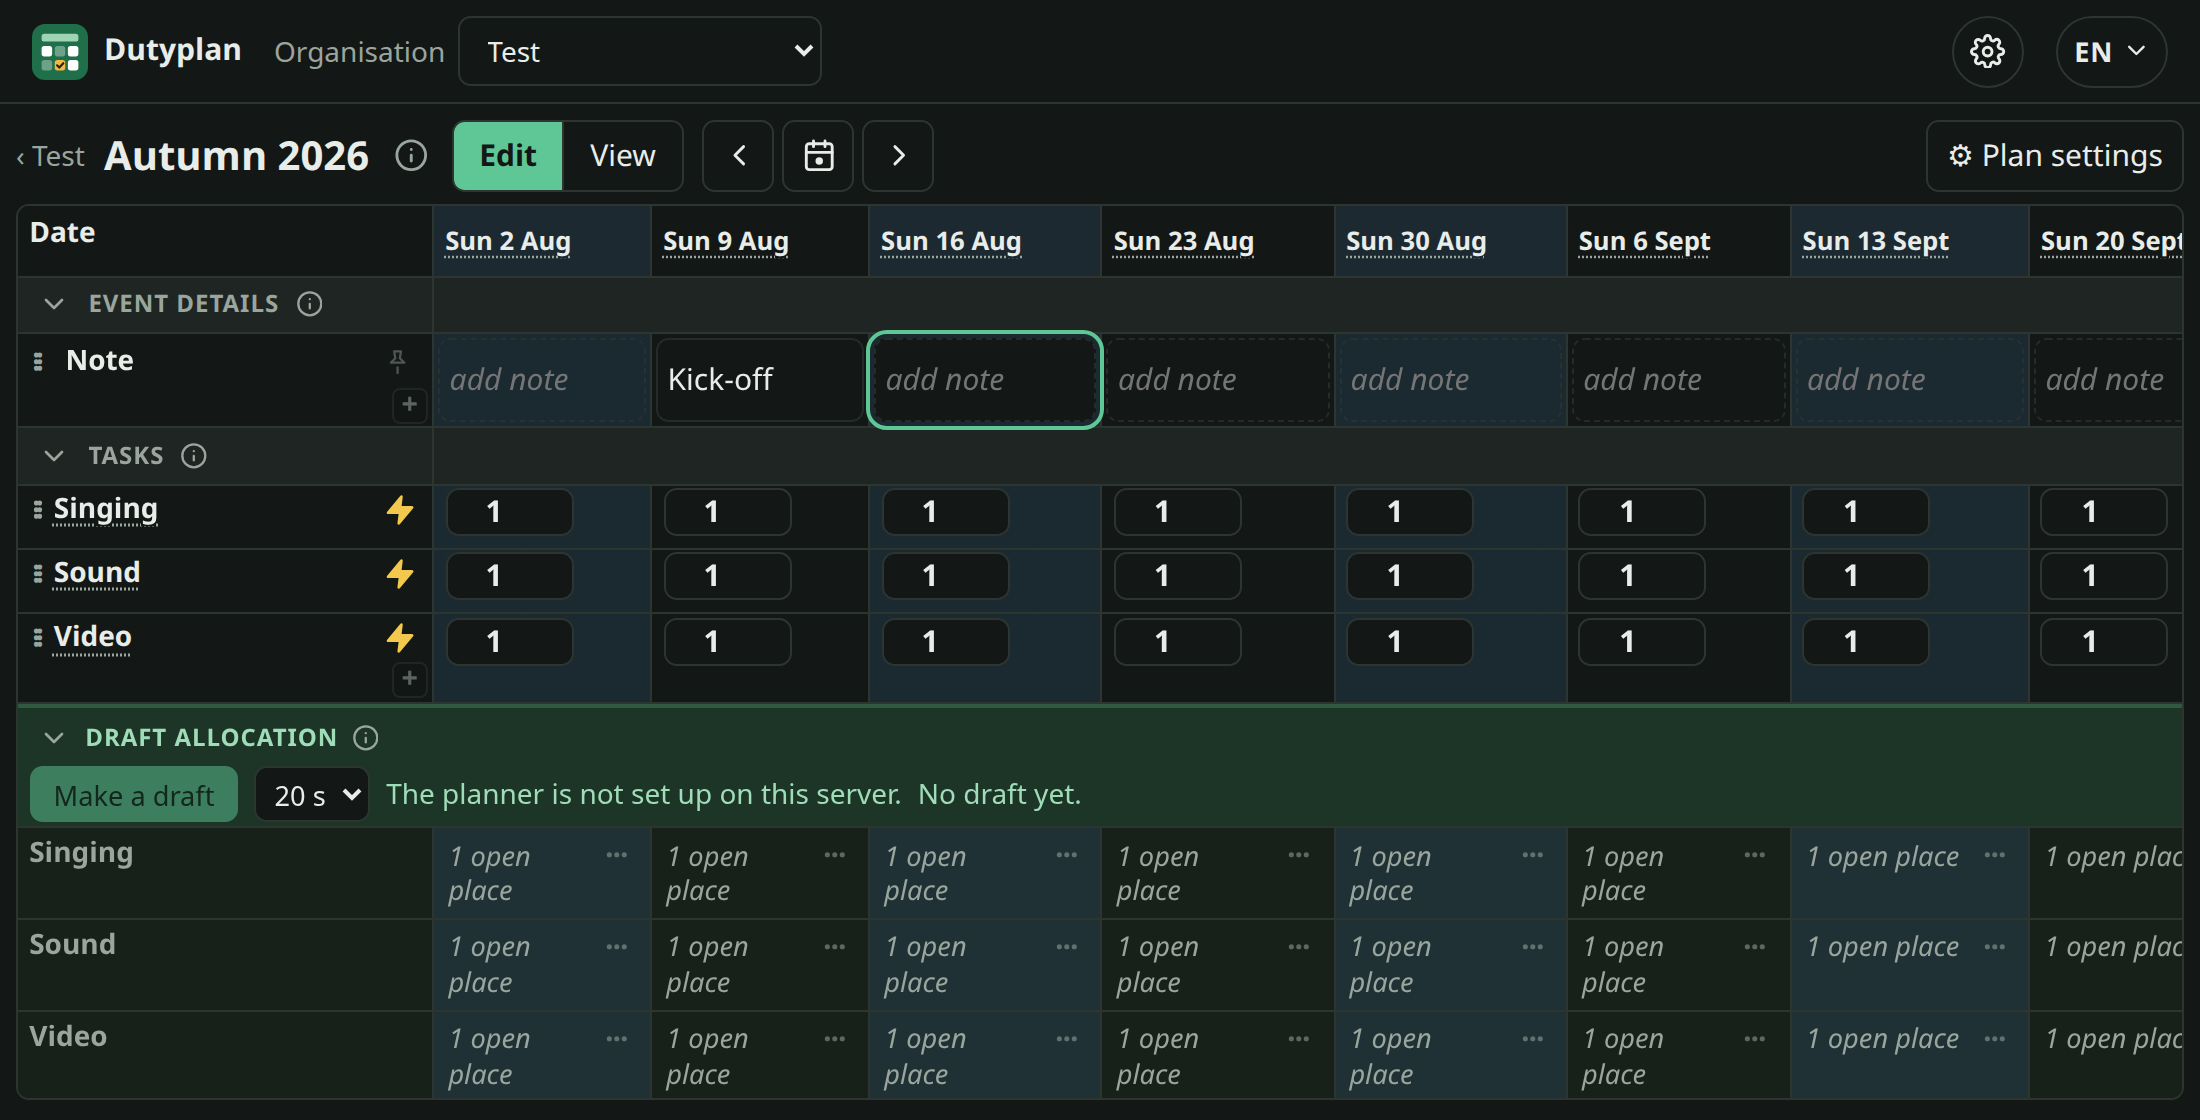 Dutyplan Organisation Test EN
‹ Test Autumn 2026 Edit View ⚙ Plan settings
Date Sun 2 Aug Sun 9 Aug Sun 16 Aug Sun 23 Aug Sun 30 Aug Sun 6 Sept Sun 13 Sept Sun 20 Sept
EVENT DETAILS
Note add note Kick-off add note add note add note add note add note add note
TASKS
Singing 1 1 1 1 1 1 1 1
Sound 1 1 1 1 1 1 1 1
Video 1 1 1 1 1 1 1 1
DRAFT ALLOCATION
Make a draft 20 s The planner is not set up on this server. No draft yet.
Singing 1 open place 1 open place 1 open place 1 open place 1 open place 1 open place 1 open place 1 open plac
Sound 1 open place 1 open place 1 open place 1 open place 1 open place 1 open place 1 open place 1 open plac
Video 1 open place 1 open place 1 open place 1 open place 1 open place 1 open place 1 open place 1 open plac